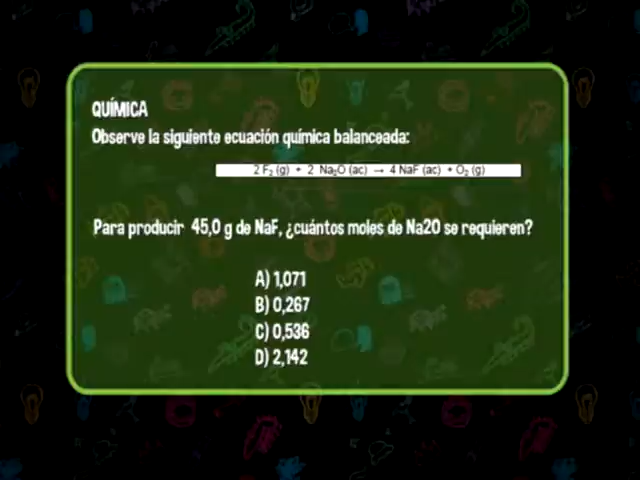 QUÍMICA
Observe la siguiente ecuación química balanceada:
2 F₂ (g) + 2 Na₂O (ac) → 4 NaF (ac) + O₂ (g)
Para producir 45,0 g de NaF, ¿cuántos moles de Na2O se requieren?
A) 1,071
B) 0,267
C) 0,536
D) 2,142